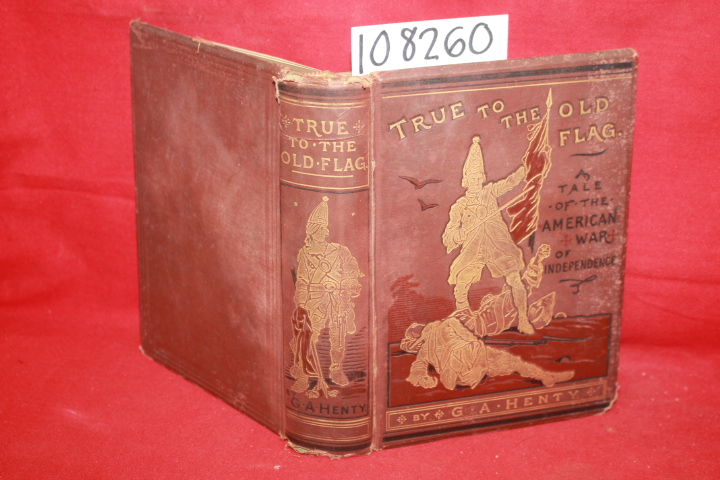 108260
TRUE
TO·THE
OLD·FLAG
G.A.HENTY
TRUE TO THE OLD
FLAG.
A
TALE
·OF·THE·
AMERICAN
WAR
OF
INDEPENDENCE
BY G·A·HENTY